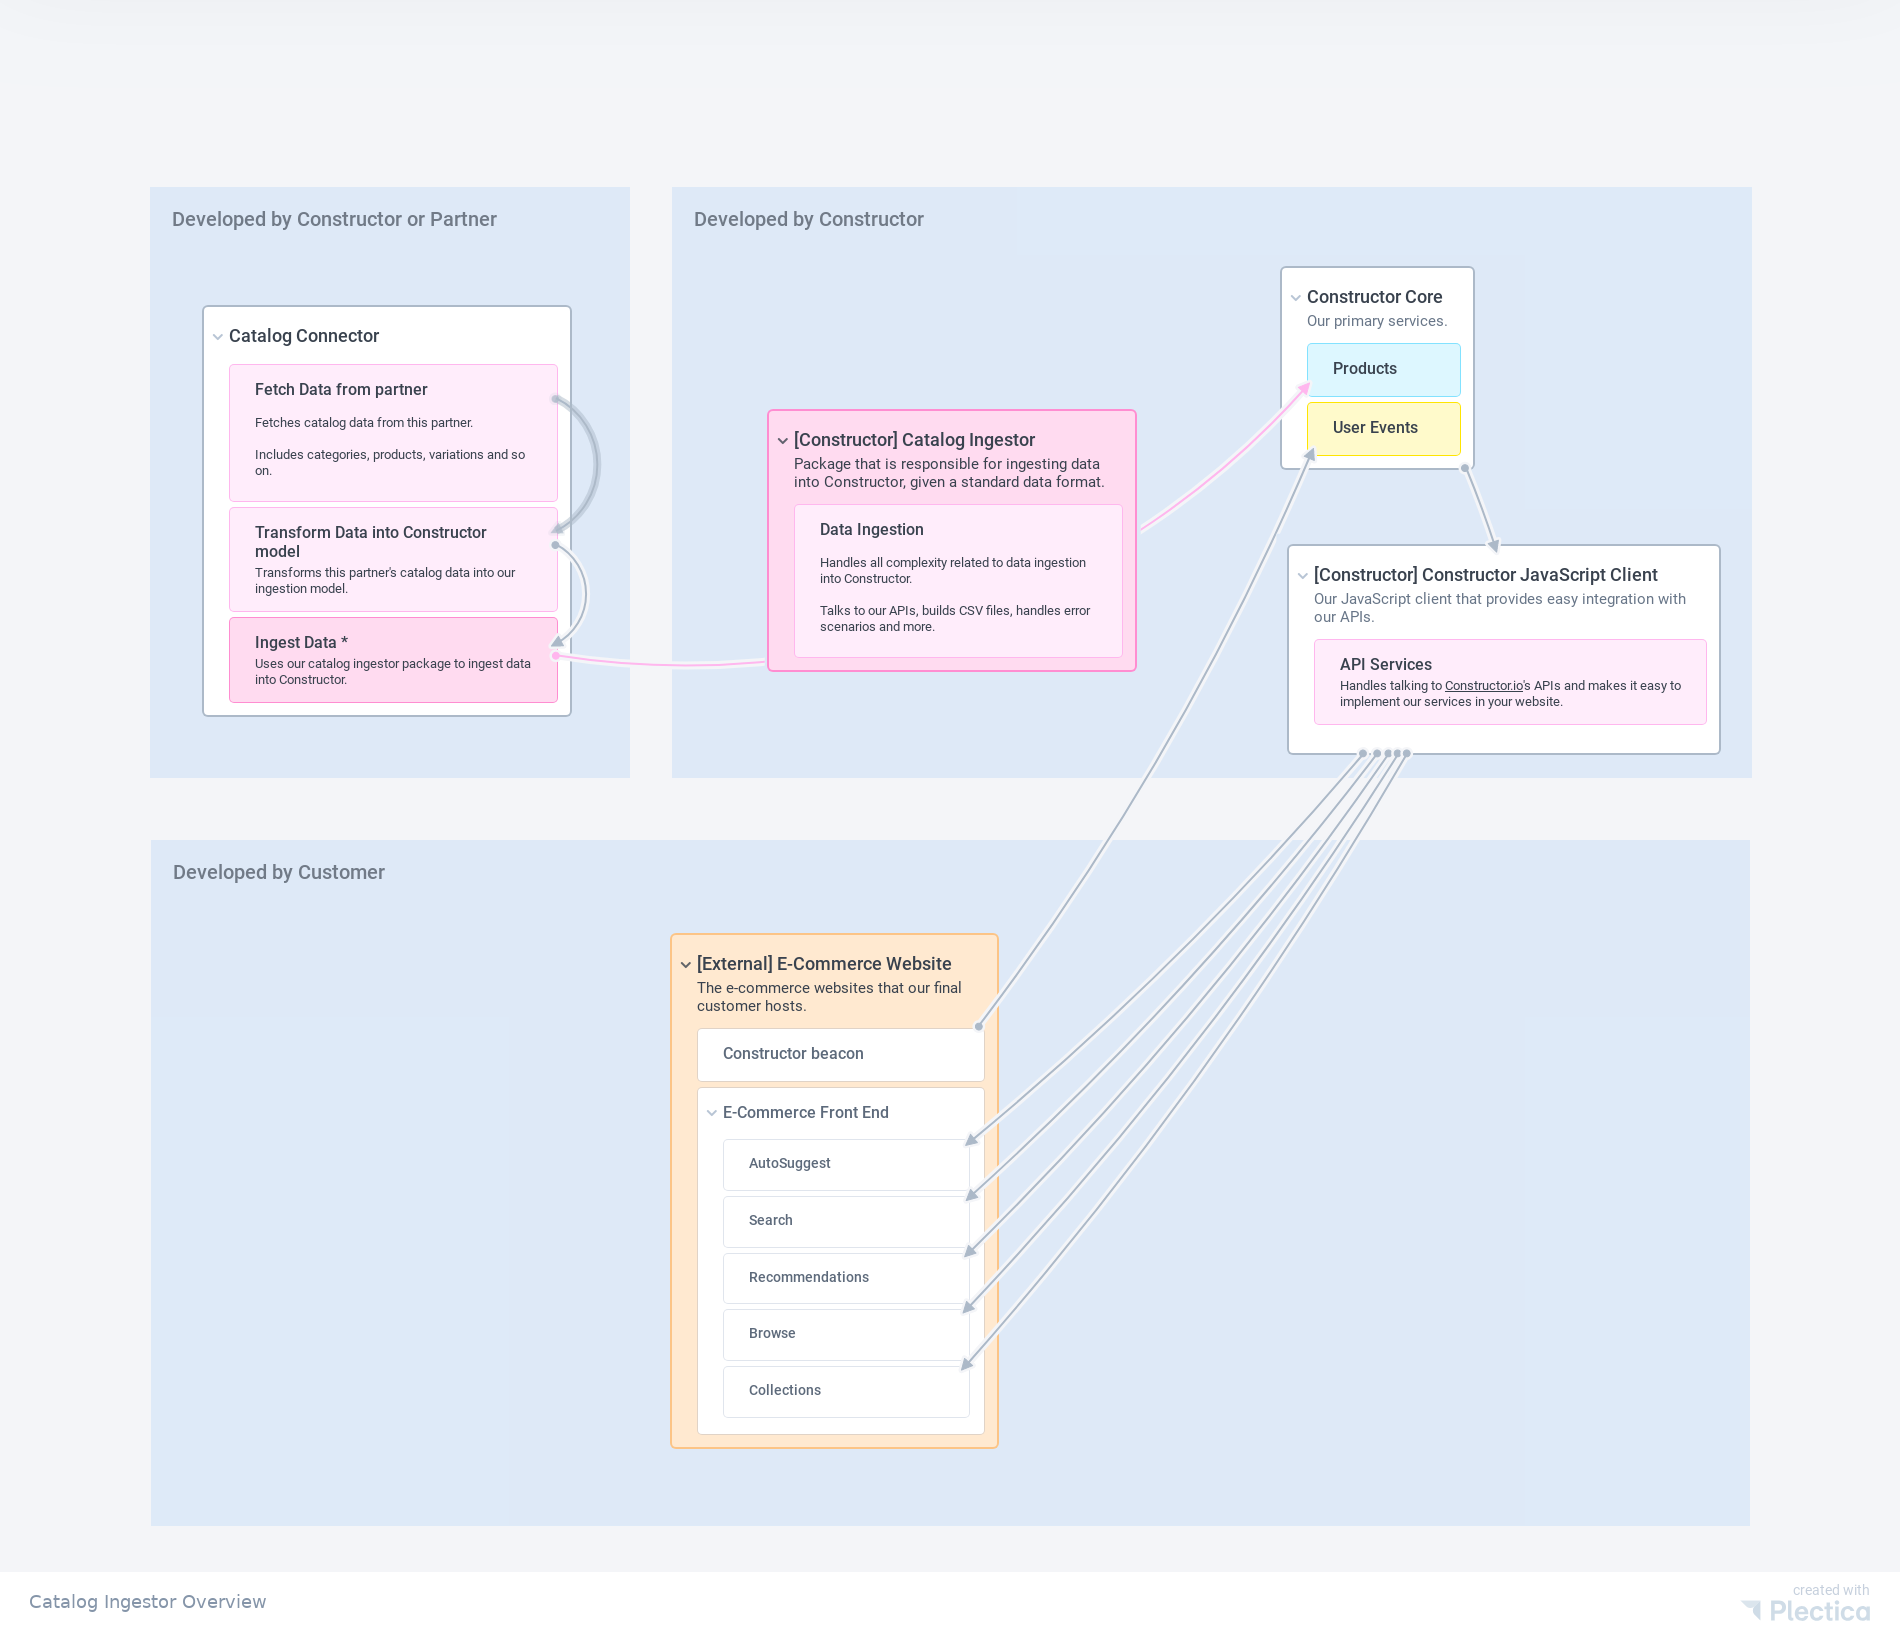 Developed by Constructor or Partner
Catalog Connector
Fetch Data from partner
Fetches catalog data from this partner.
Includes categories, products, variations and so
on.
Transform Data into Constructor
model
Transforms this partner's catalog data into our
ingestion model.
Ingest Data *
Uses our catalog ingestor package to ingest data
into Constructor.
Developed by Constructor
[Constructor] Catalog Ingestor
Package that is responsible for ingesting data
into Constructor, given a standard data format.
Data Ingestion
Handles all complexity related to data ingestion
into Constructor.
Talks to our APIs, builds CSV files, handles error
scenarios and more.
Constructor Core
Our primary services.
Products
User Events
[Constructor] Constructor JavaScript Client
Our JavaScript client that provides easy integration with
our APIs.
API Services
Handles talking to Constructor.io's APIs and makes it easy to
implement our services in your website.
Developed by Customer
[External] E-Commerce Website
The e-commerce websites that our final
customer hosts.
Constructor beacon
E-Commerce Front End
AutoSuggest
Search
Recommendations
Browse
Collections
Catalog Ingestor Overview
created with
Plectica